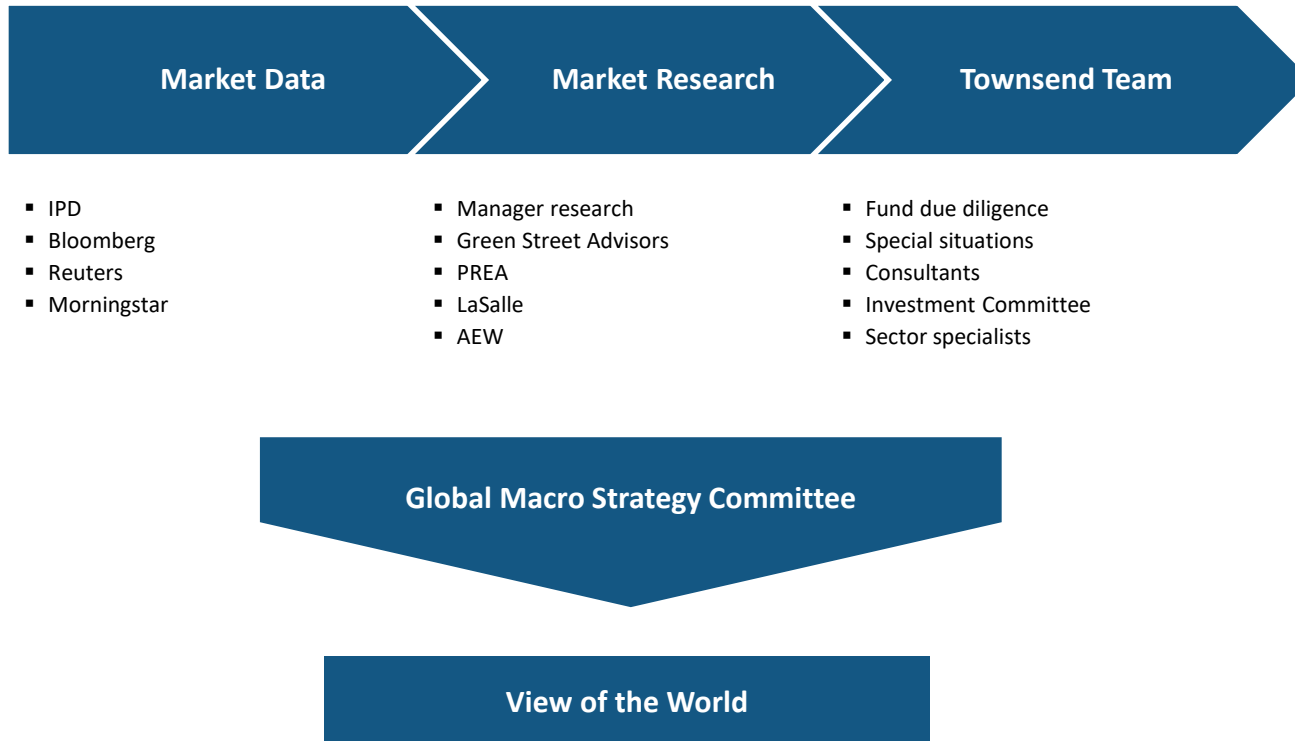 Market Data
Market Research
Townsend Team
▪ IPD
▪ Bloomberg
▪ Reuters
▪ Morningstar
▪ Manager research
▪ Green Street Advisors
▪ PREA
▪ LaSalle
▪ AEW
▪ Fund due diligence
▪ Special situations
▪ Consultants
▪ Investment Committee
▪ Sector specialists
Global Macro Strategy Committee
View of the World